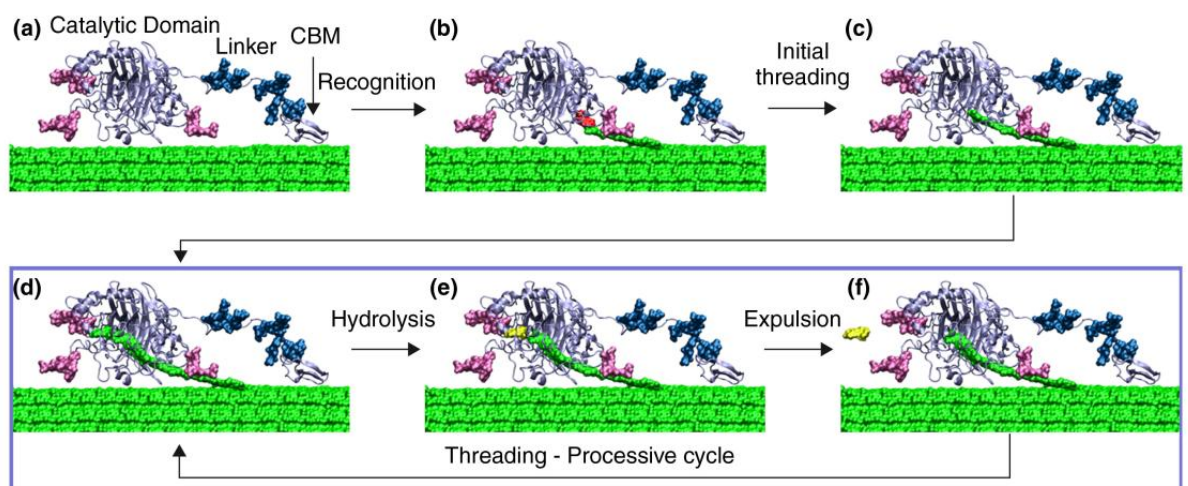 (a)
Catalytic Domain
Linker
CBM
Recognition
(b)
Initial
threading
(c)
(d)
Hydrolysis
(e)
Expulsion
(f)
Threading - Processive cycle